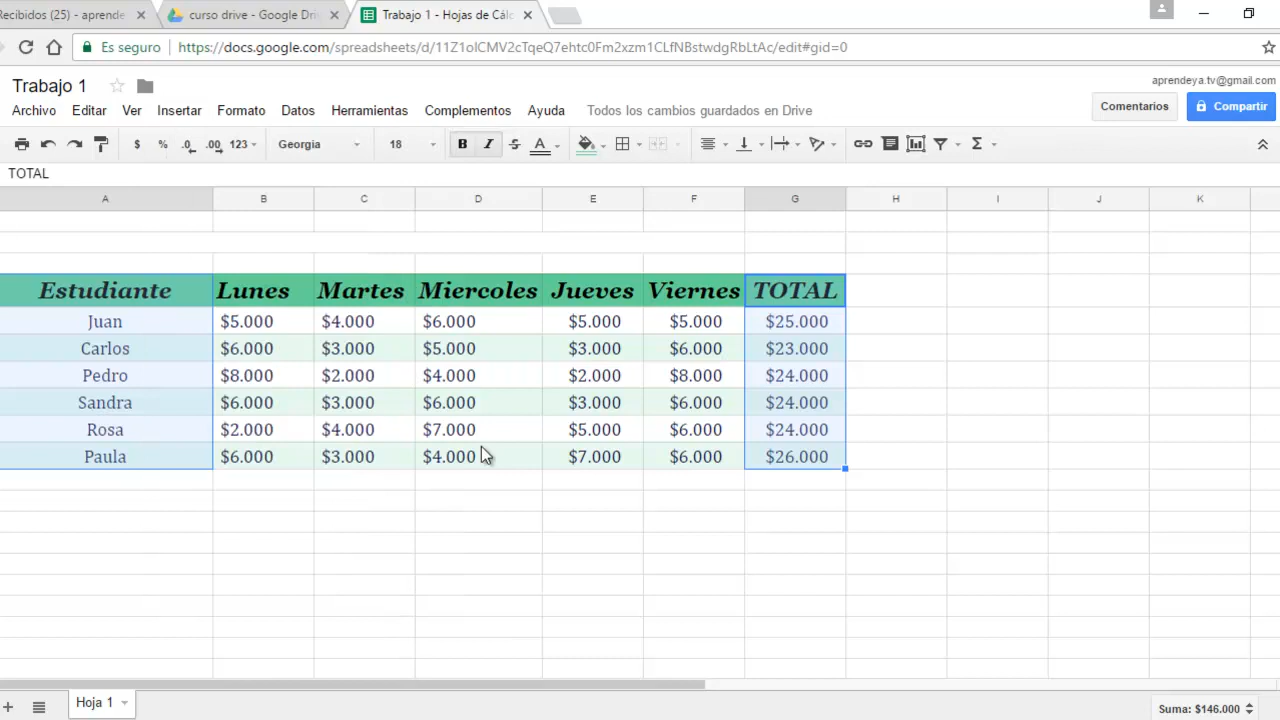 Recibidos (25) - aprende
curso drive - Google Dri
Trabajo 1 - Hojas de Cálc
Es seguro
https://docs.google.com/spreadsheets/d/11Z1olCMV2cTqeQ7ehtc0Fm2xzm1CLfNBstwdgRbLtAc/edit#gid=0
Trabajo 1
aprendeya.tv@gmail.com
Archivo Editar Ver Insertar Formato Datos Herramientas Complementos Ayuda Todos los cambios guardados en Drive
Comentarios
Compartir
$ % .0 .00 123 Georgia 18 B I S A Σ
TOTAL
A B C D E F G H I J K
Estudiante Lunes Martes Miercoles Jueves Viernes TOTAL
Juan $5.000 $4.000 $6.000 $5.000 $5.000 $25.000
Carlos $6.000 $3.000 $5.000 $3.000 $6.000 $23.000
Pedro $8.000 $2.000 $4.000 $2.000 $8.000 $24.000
Sandra $6.000 $3.000 $6.000 $3.000 $6.000 $24.000
Rosa $2.000 $4.000 $7.000 $5.000 $6.000 $24.000
Paula $6.000 $3.000 $4.000 $7.000 $6.000 $26.000
Hoja 1
Suma: $146.000